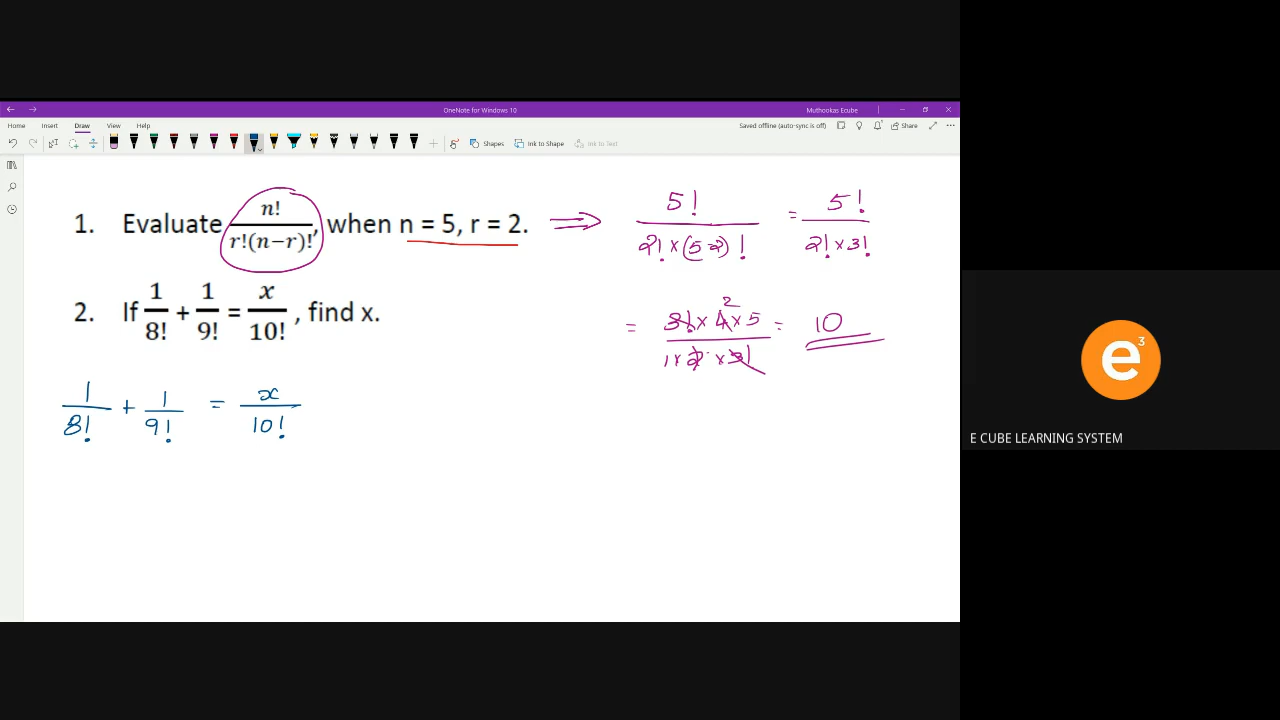 OneNote for Windows 10
Muthookas Ecube
Home Insert Draw View Help
Saved offline (auto-sync is off) Share
Shapes Ink to Shape Ink to Text
1. Evaluate n!/r!(n−r)!, when n = 5, r = 2. ⟹ 5!/2!×(5-2)! = 5!/2!×3!
2. If 1/8! + 1/9! = x/10!, find x.
= 3!×4×5/1×2×3! = 10
2
1/8! + 1/9! = x/10!
e3
E CUBE LEARNING SYSTEM